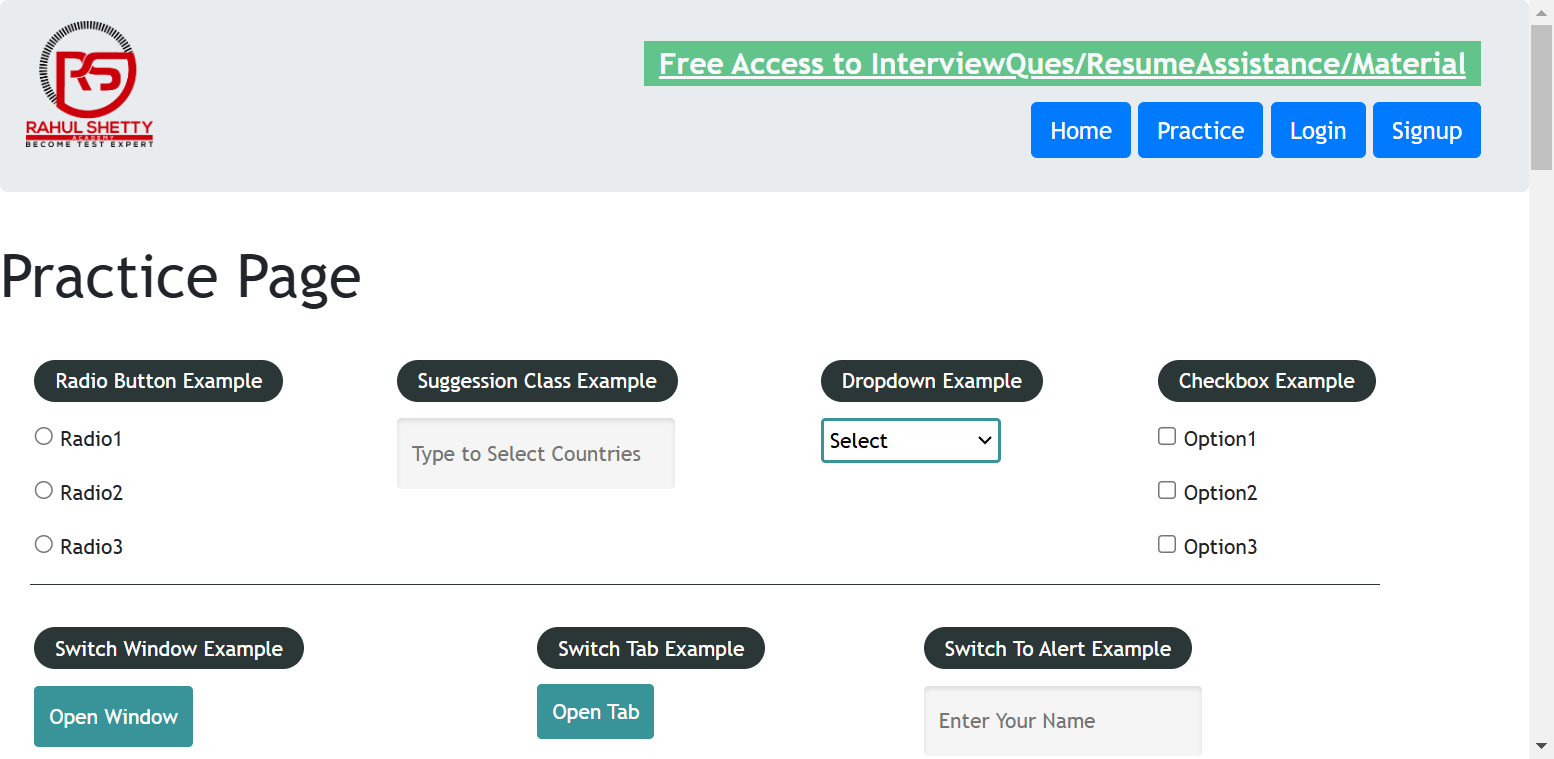 RS
RAHUL SHETTY
ACADEMY
BECOME TEST EXPERT
Free Access to InterviewQues/ResumeAssistance/Material
Home Practice Login Signup
Practice Page
Radio Button Example
Radio1
Radio2
Radio3
Suggession Class Example
Type to Select Countries
Dropdown Example
Select
Checkbox Example
Option1
Option2
Option3
Switch Window Example
Open Window
Switch Tab Example
Open Tab
Switch To Alert Example
Enter Your Name